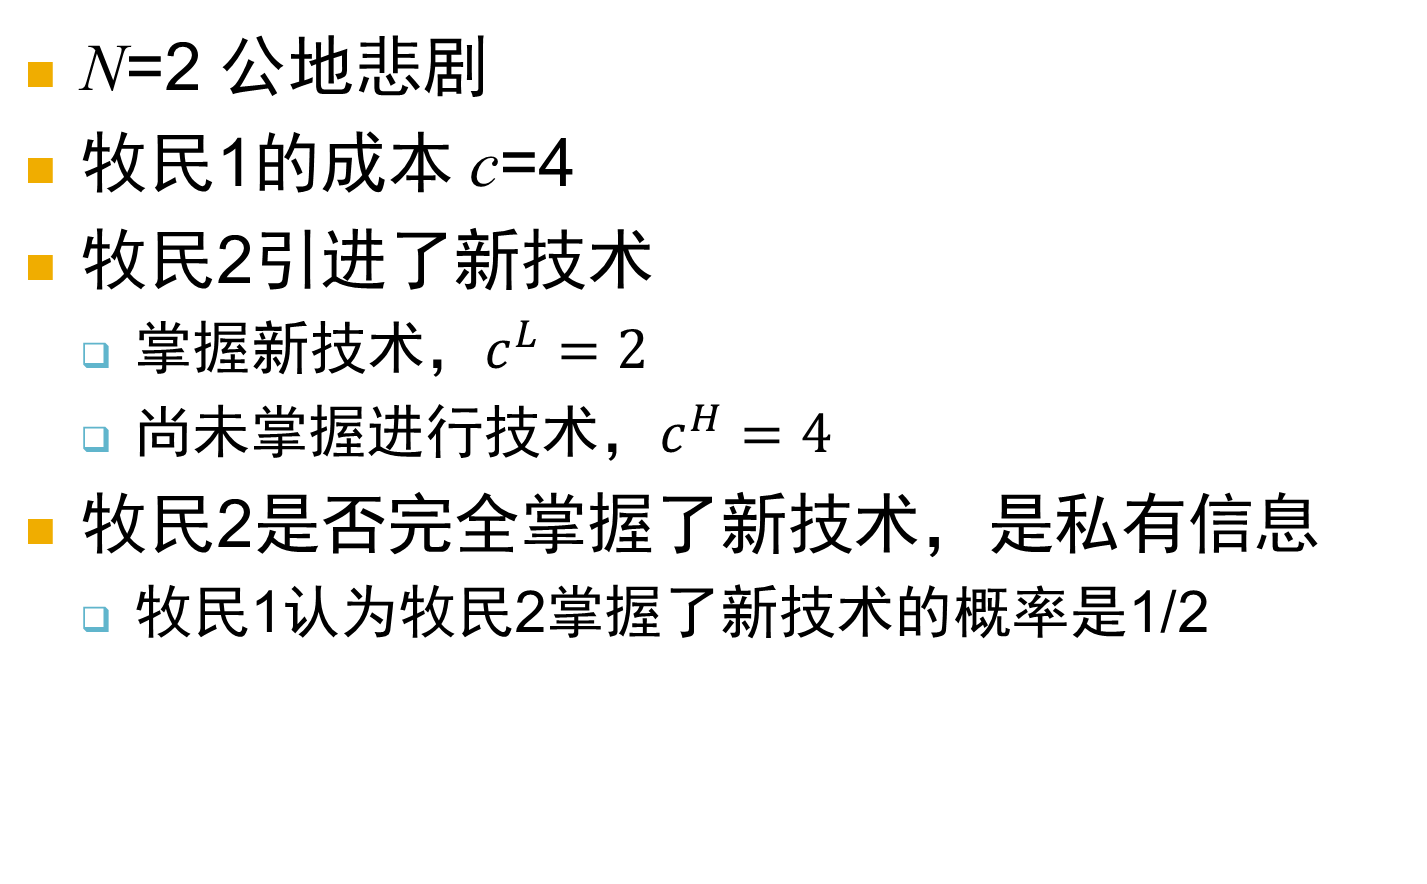 N=2 公地悲剧
牧民1的成本 c=4
牧民2引进了新技术
掌握新技术，c^L = 2
尚未掌握进行技术，c^H = 4
牧民2是否完全掌握了新技术，是私有信息
牧民1认为牧民2掌握了新技术的概率是1/2